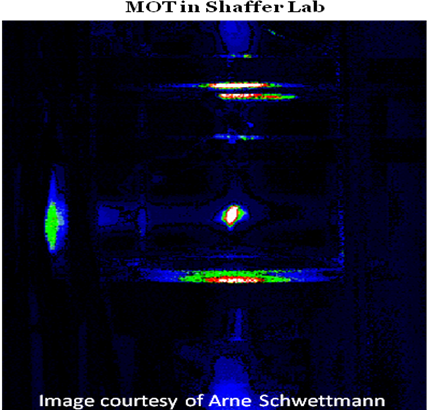 MOT in Shaffer Lab
Image courtesy of Arne Schwettmann